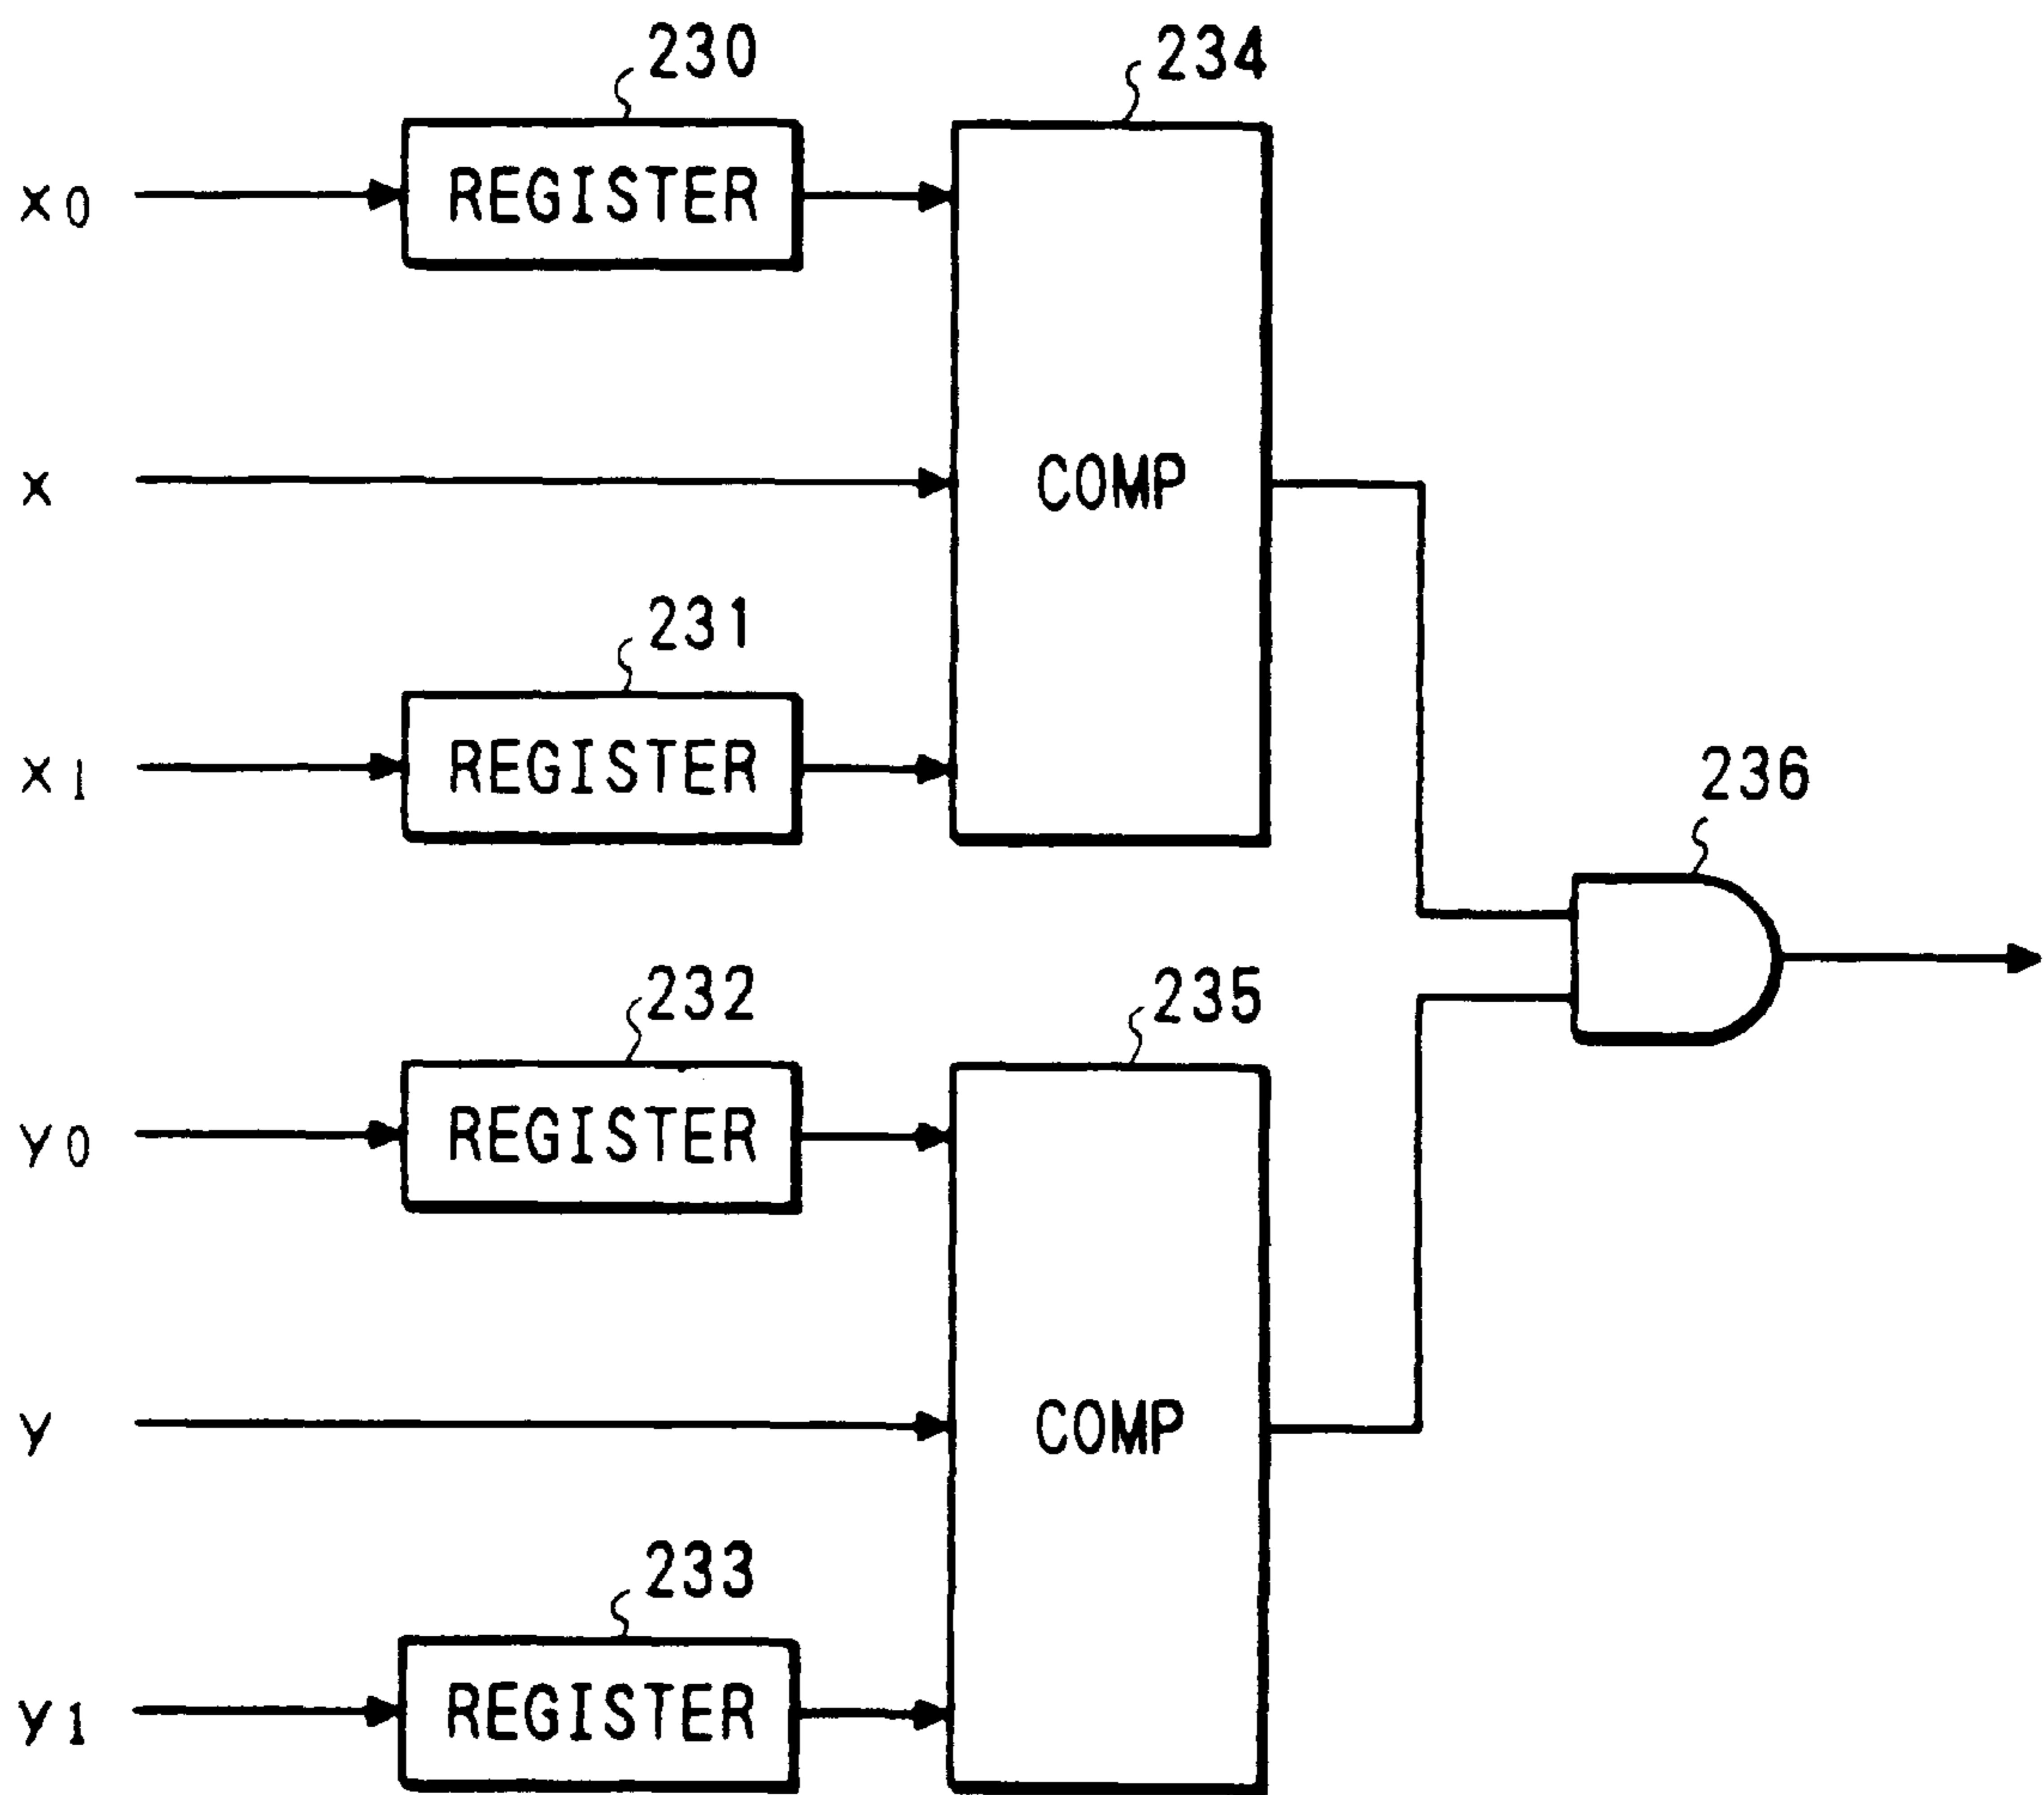 230
234
x0
REGISTER
x
COMP
231
x1
REGISTER
236
232
235
y0
REGISTER
y
COMP
233
y1
REGISTER